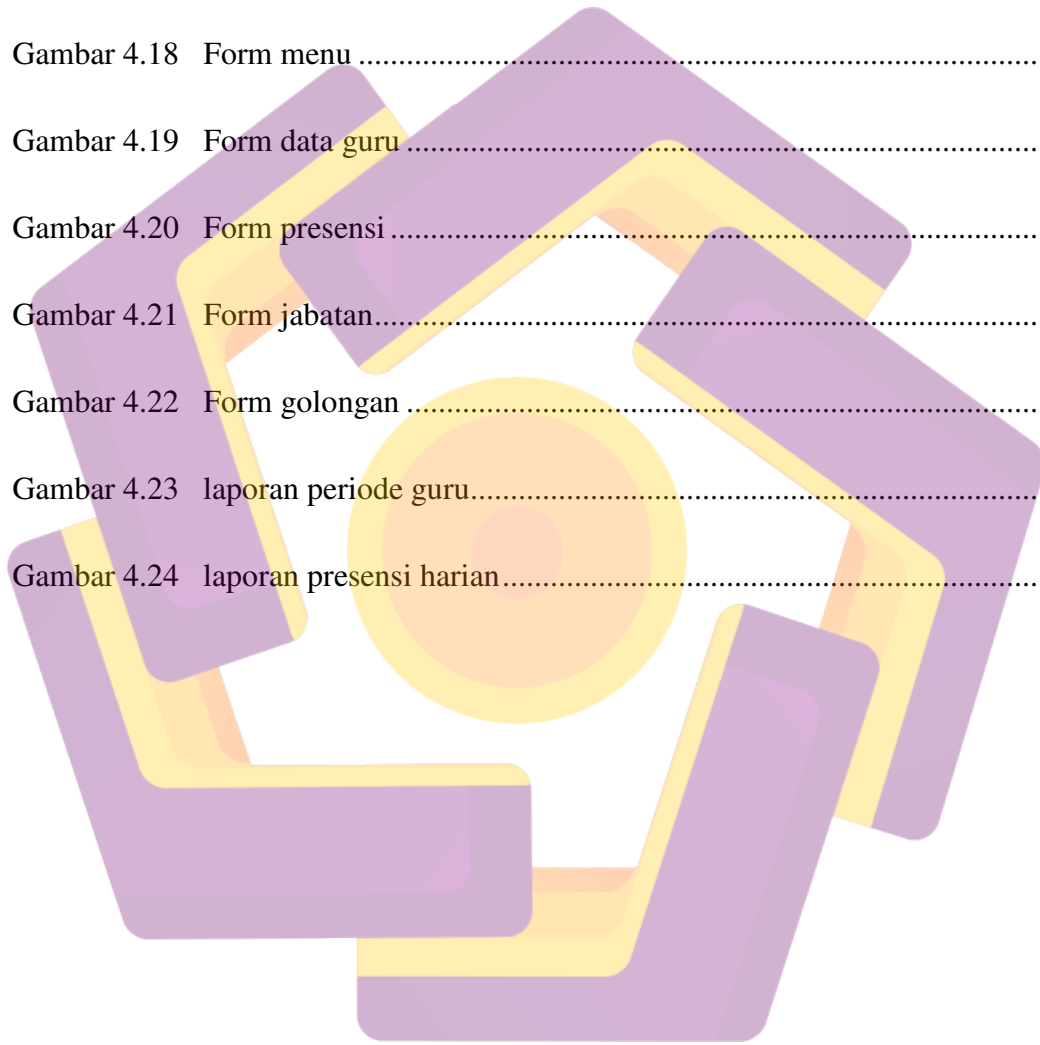 Gambar 4.18 Form menu ....................................................................................
Gambar 4.19 Form data guru ..............................................................................
Gambar 4.20 Form presensi ................................................................................
Gambar 4.21 Form jabatan..................................................................................
Gambar 4.22 Form golongan ..............................................................................
Gambar 4.23 laporan periode guru......................................................................
Gambar 4.24 laporan presensi harian..................................................................